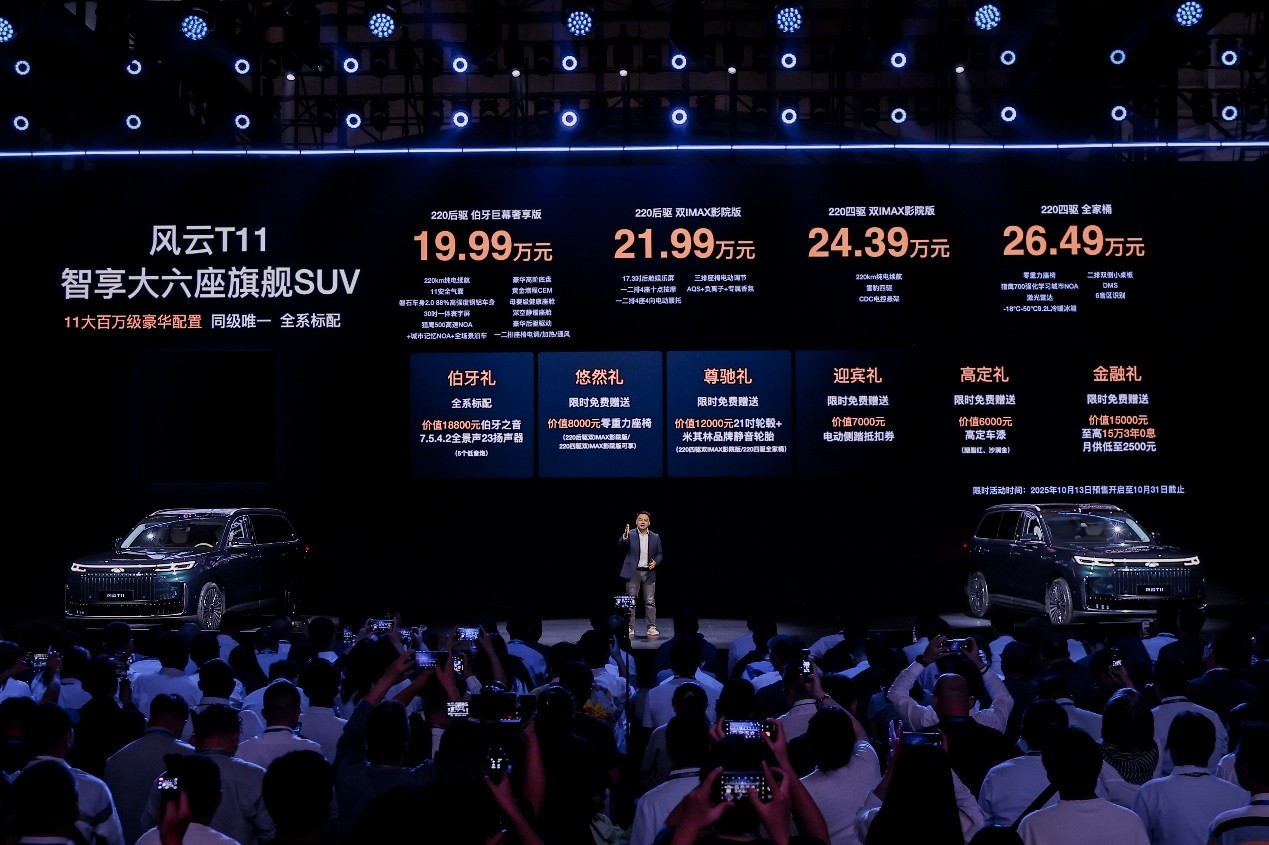 风云T11
智享大六座旗舰SUV
11大百万级豪华配置 同级唯一 全系标配
220后驱 伯牙巨幕奢享版
19.99万元
220km纯电续航
11安全气囊
磐石车身2.0 88%高强度钢铝车身
30吋一体寰宇屏
猎鹰500高速NOA
+城市记忆NOA+全场景泊车
豪华高阶底盘
黄金增程CEM
母婴级健康座舱
深空静谧座舱
豪华后驱驱动
一二排座椅电调/加热/通风
220后驱 双IMAX影院版
21.99万元
17.3吋后舱娱乐屏
一二排4座十点按摩
一二排4座4向电动腰托
三排座椅电动调节
AQS+负离子+专属香氛
220四驱 双IMAX影院版
24.39万元
220km纯电续航
雪豹四驱
CDC电控悬架
220四驱 全家桶
26.49万元
零重力座椅
猎鹰700强化学习城市NOA
激光雷达
-18°C-50°C9.2L冷暖冰箱
二排双侧小桌板
DMS
6音区识别
伯牙礼
全系标配
价值18800元伯牙之音
7.5.4.2全景声23扬声器
(5个低音炮)
悠然礼
限时免费赠送
价值8000元零重力座椅
(220后驱双IMAX影院版/
220四驱双IMAX影院版可享)
尊驰礼
限时免费赠送
价值12000元21吋轮毂+
米其林品牌静音轮胎
(220四驱双IMAX影院版/220四驱全家桶)
迎宾礼
限时免费赠送
价值7000元
电动侧踏抵扣券
高定礼
限时免费赠送
价值6000元
高定车漆
(胭脂红、沙澜金)
金融礼
限时免费赠送
价值15000元
至高15万3年0息
月供低至2500元
限时活动时间：2025年10月13日预售开启至10月31日截止
风云T11
风云T11